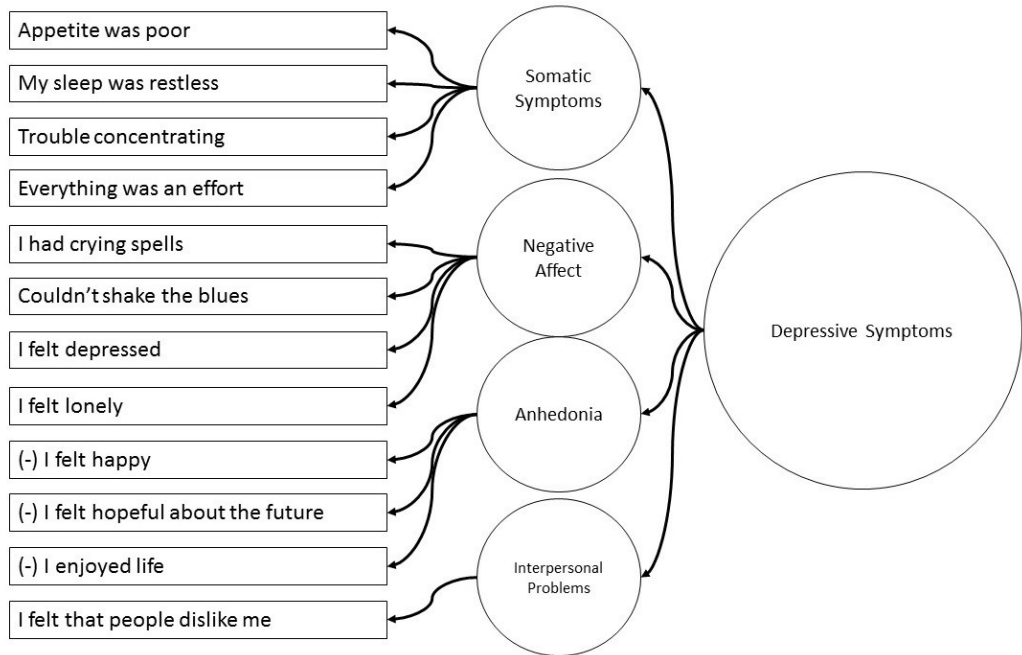 Appetite was poor
My sleep was restless
Trouble concentrating
Everything was an effort
I had crying spells
Couldn't shake the blues
I felt depressed
I felt lonely
(-) I felt happy
(-) I felt hopeful about the future
(-) I enjoyed life
I felt that people dislike me
Somatic
Symptoms
Negative
Affect
Anhedonia
Interpersonal
Problems
Depressive Symptoms